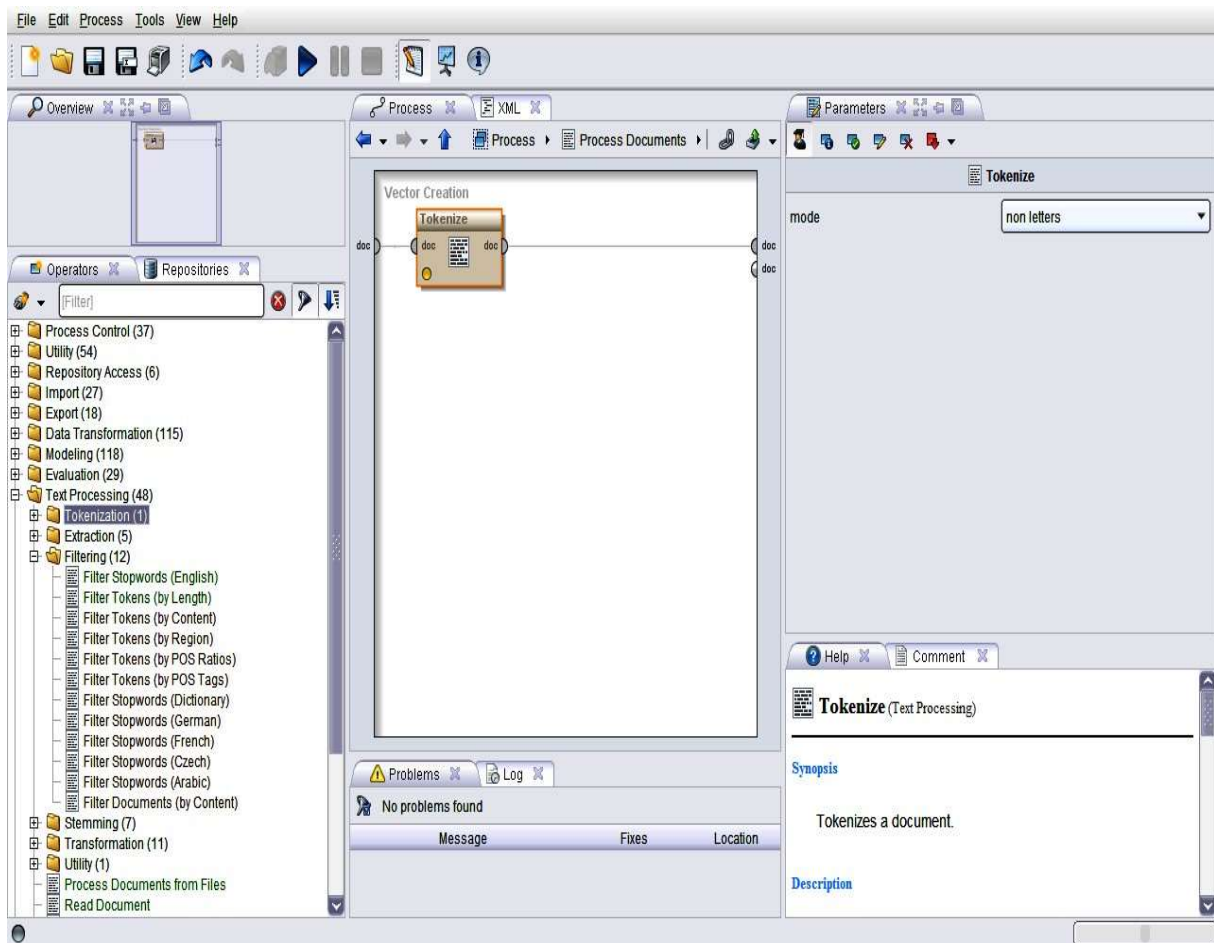 File Edit Process Tools View Help
Overview
Operators Repositories
[Filter]
Process Control (37)
Utility (54)
Repository Access (6)
Import (27)
Export (18)
Data Transformation (115)
Modeling (118)
Evaluation (29)
Text Processing (48)
Tokenization (1)
Extraction (5)
Filtering (12)
Filter Stopwords (English)
Filter Tokens (by Length)
Filter Tokens (by Content)
Filter Tokens (by Region)
Filter Tokens (by POS Ratios)
Filter Tokens (by POS Tags)
Filter Stopwords (Dictionary)
Filter Stopwords (German)
Filter Stopwords (French)
Filter Stopwords (Czech)
Filter Stopwords (Arabic)
Filter Documents (by Content)
Stemming (7)
Transformation (11)
Utility (1)
Process Documents from Files
Read Document
Process XML
Process Process Documents
Vector Creation
Tokenize
doc doc doc doc
doc
Problems Log
No problems found
Message Fixes Location
Parameters
Tokenize
mode non letters
Help Comment
Tokenize (Text Processing)
Synopsis
Tokenizes a document.
Description